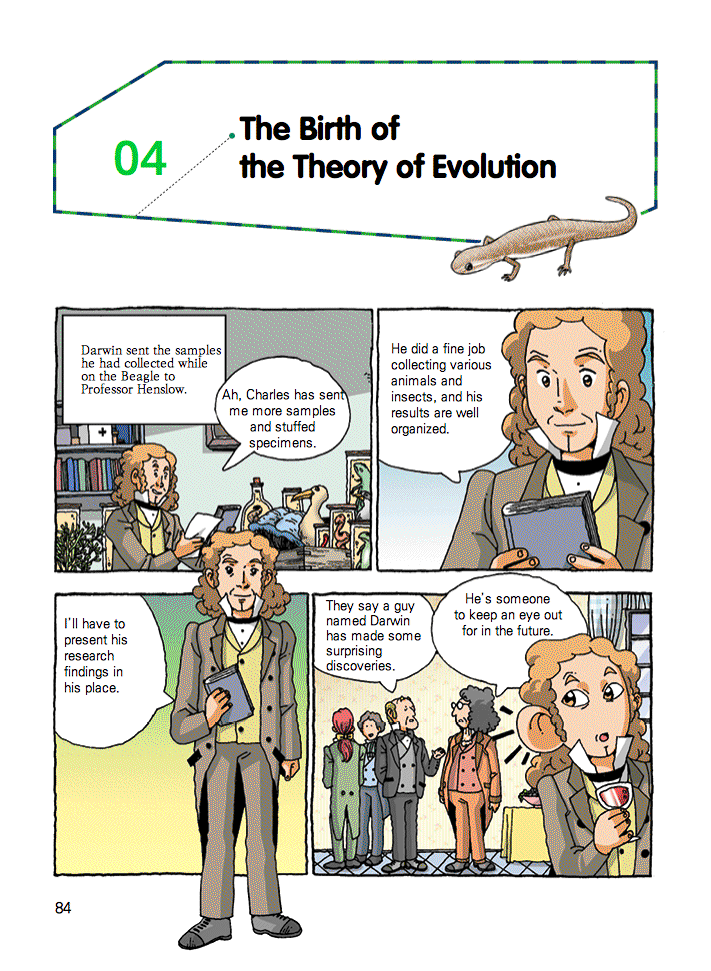 04
The Birth of
the Theory of Evolution
Darwin sent the samples
he had collected while
on the Beagle to
Professor Henslow.
Ah, Charles has sent
me more samples
and stuffed
specimens.
He did a fine job
collecting various
animals and
insects, and his
results are well
organized.
I'll have to
present his
research
findings in
his place.
They say a guy
named Darwin
has made some
surprising
discoveries.
He's someone
to keep an eye out
for in the future.
84